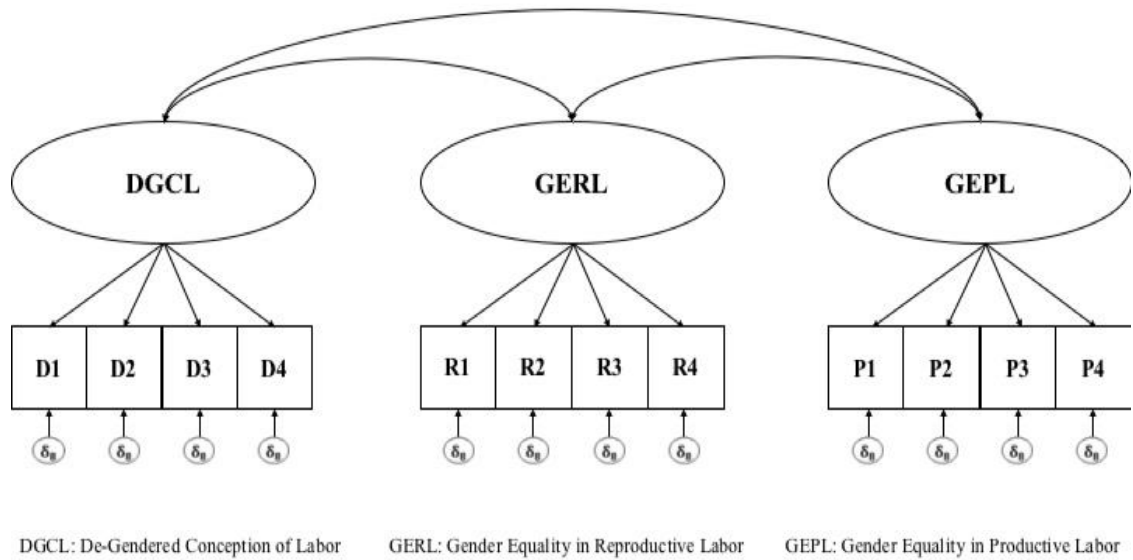 DGCL GERL GEPL
D1 D2 D3 D4 R1 R2 R3 R4 P1 P2 P3 P4
δ δ δ δ δ δ δ δ δ δ δ δ
DGCL: De-Gendered Conception of Labor GERL: Gender Equality in Reproductive Labor GEPL: Gender Equality in Productive Labor